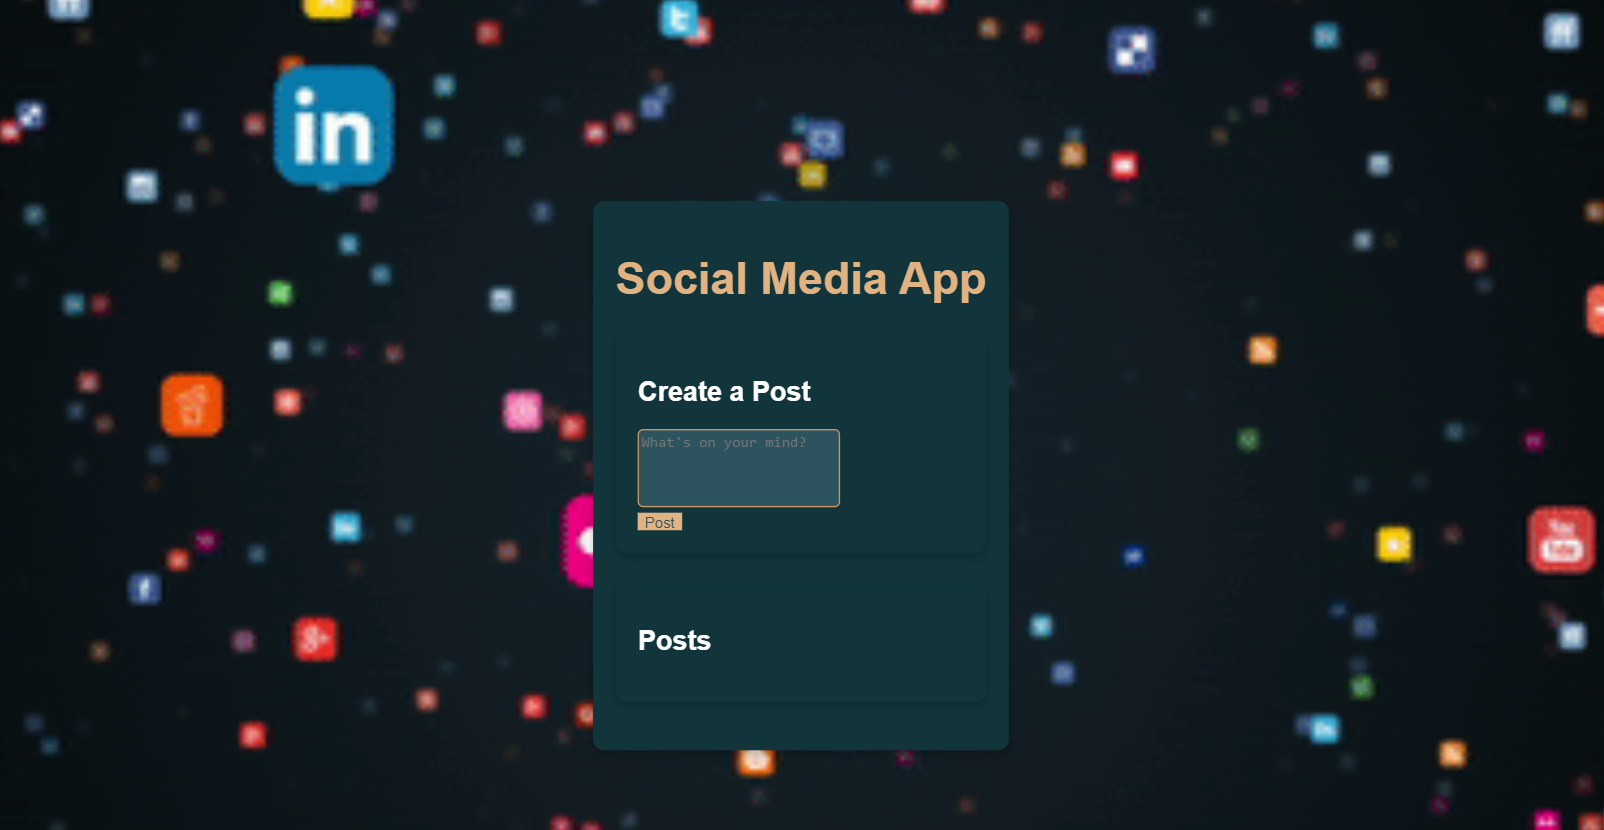 in
Social Media App
Create a Post
What's on your mind?
Post
f
g+
You
Tube
Posts